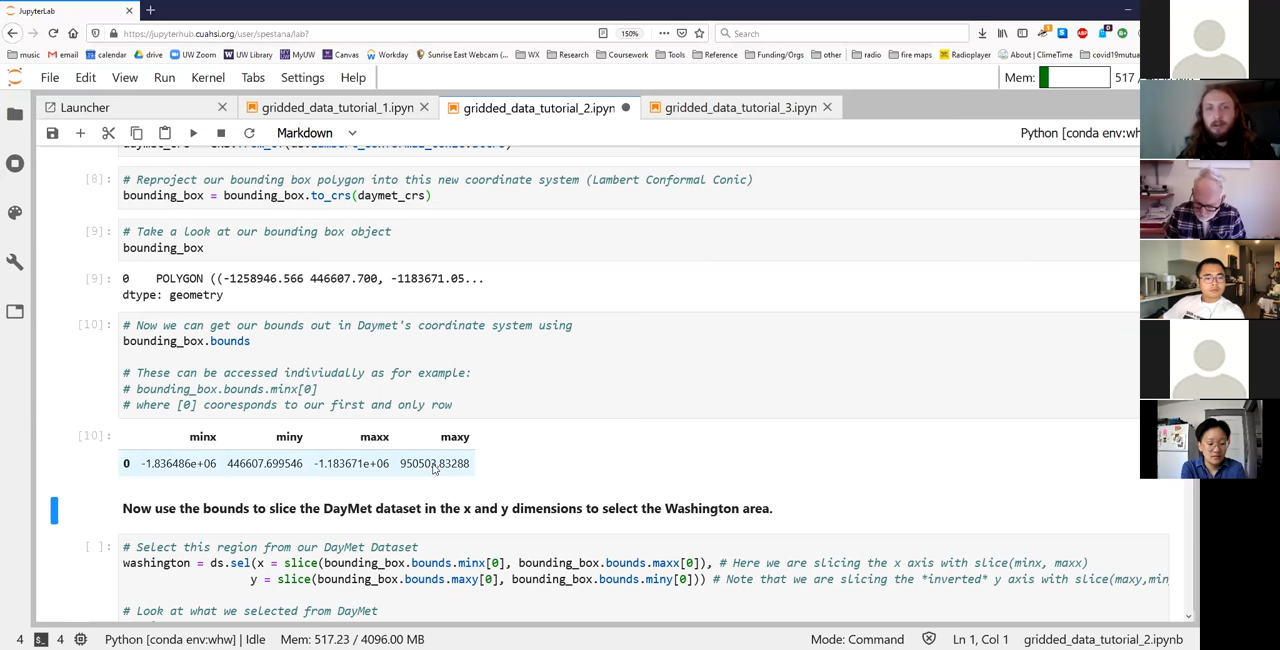 JupyterLab
https://jupyterhub.cuahsi.org/user/spestana/lab?
150%
Search
music
email
calendar
drive
UW Zoom
UW Library
MyUW
Canvas
Workday
Sunrise East Webcam (...
WX
Research
Coursework
Tools
Reference
Funding/Orgs
other
radio
fire maps
Radioplayer
About | ClimeTime
covid19mutua
File Edit View Run Kernel Tabs Settings Help
Mem: 517 /
Launcher
gridded_data_tutorial_1.ipyn
gridded_data_tutorial_2.ipyn
gridded_data_tutorial_3.ipyn
Markdown
Python [conda env:wh
[8]: # Reproject our bounding box polygon into this new coordinate system (Lambert Conformal Conic)
bounding_box = bounding_box.to_crs(daymet_crs)
[9]: # Take a look at our bounding box object
bounding_box
[9]: 0 POLYGON ((-1258946.566 446607.700, -1183671.05...
dtype: geometry
[10]: # Now we can get our bounds out in Daymet's coordinate system using
bounding_box.bounds
# These can be accessed indiviudally as for example:
# bounding_box.bounds.minx[0]
# where [0] cooresponds to our first and only row
[10]: minx miny maxx maxy
0 -1.836486e+06 446607.699546 -1.183671e+06
Now use the bounds to slice the DayMet dataset in the x and y dimensions to select the Washington area.
[ ]: # Select this region from our DayMet Dataset
washington = ds.sel(x = slice(bounding_box.bounds.minx[0], bounding_box.bounds.maxx[0]), # Here we are slicing the x axis with slice(minx, maxx)
y = slice(bounding_box.bounds.maxy[0], bounding_box.bounds.miny[0])) # Note that we are slicing the *inverted* y axis with slice(maxy,min
# Look at what we selected from DayMet
4 4 Python [conda env:whw] | Idle Mem: 517.23 / 4096.00 MB Mode: Command Ln 1, Col 1 gridded_data_tutorial_2.ipynb